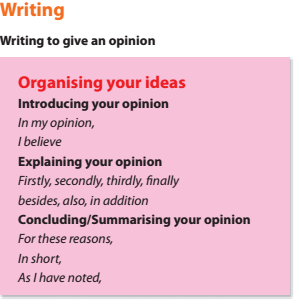 Writing
Writing to give an opinion
Organising your ideas
Introducing your opinion
In my opinion,
I believe
Explaining your opinion
Firstly, secondly, thirdly, finally
besides, also, in addition
Concluding/Summarising your opinion
For these reasons,
In short,
As I have noted,